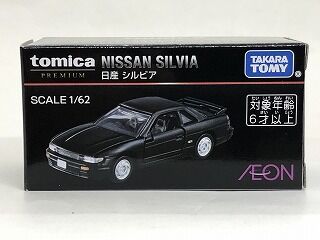 tomica
PREMIUM
NISSAN SILVIA
日産 シルビア
TAKARA
TOMY
SCALE 1/62
対象年齢
6才以上
ÆON